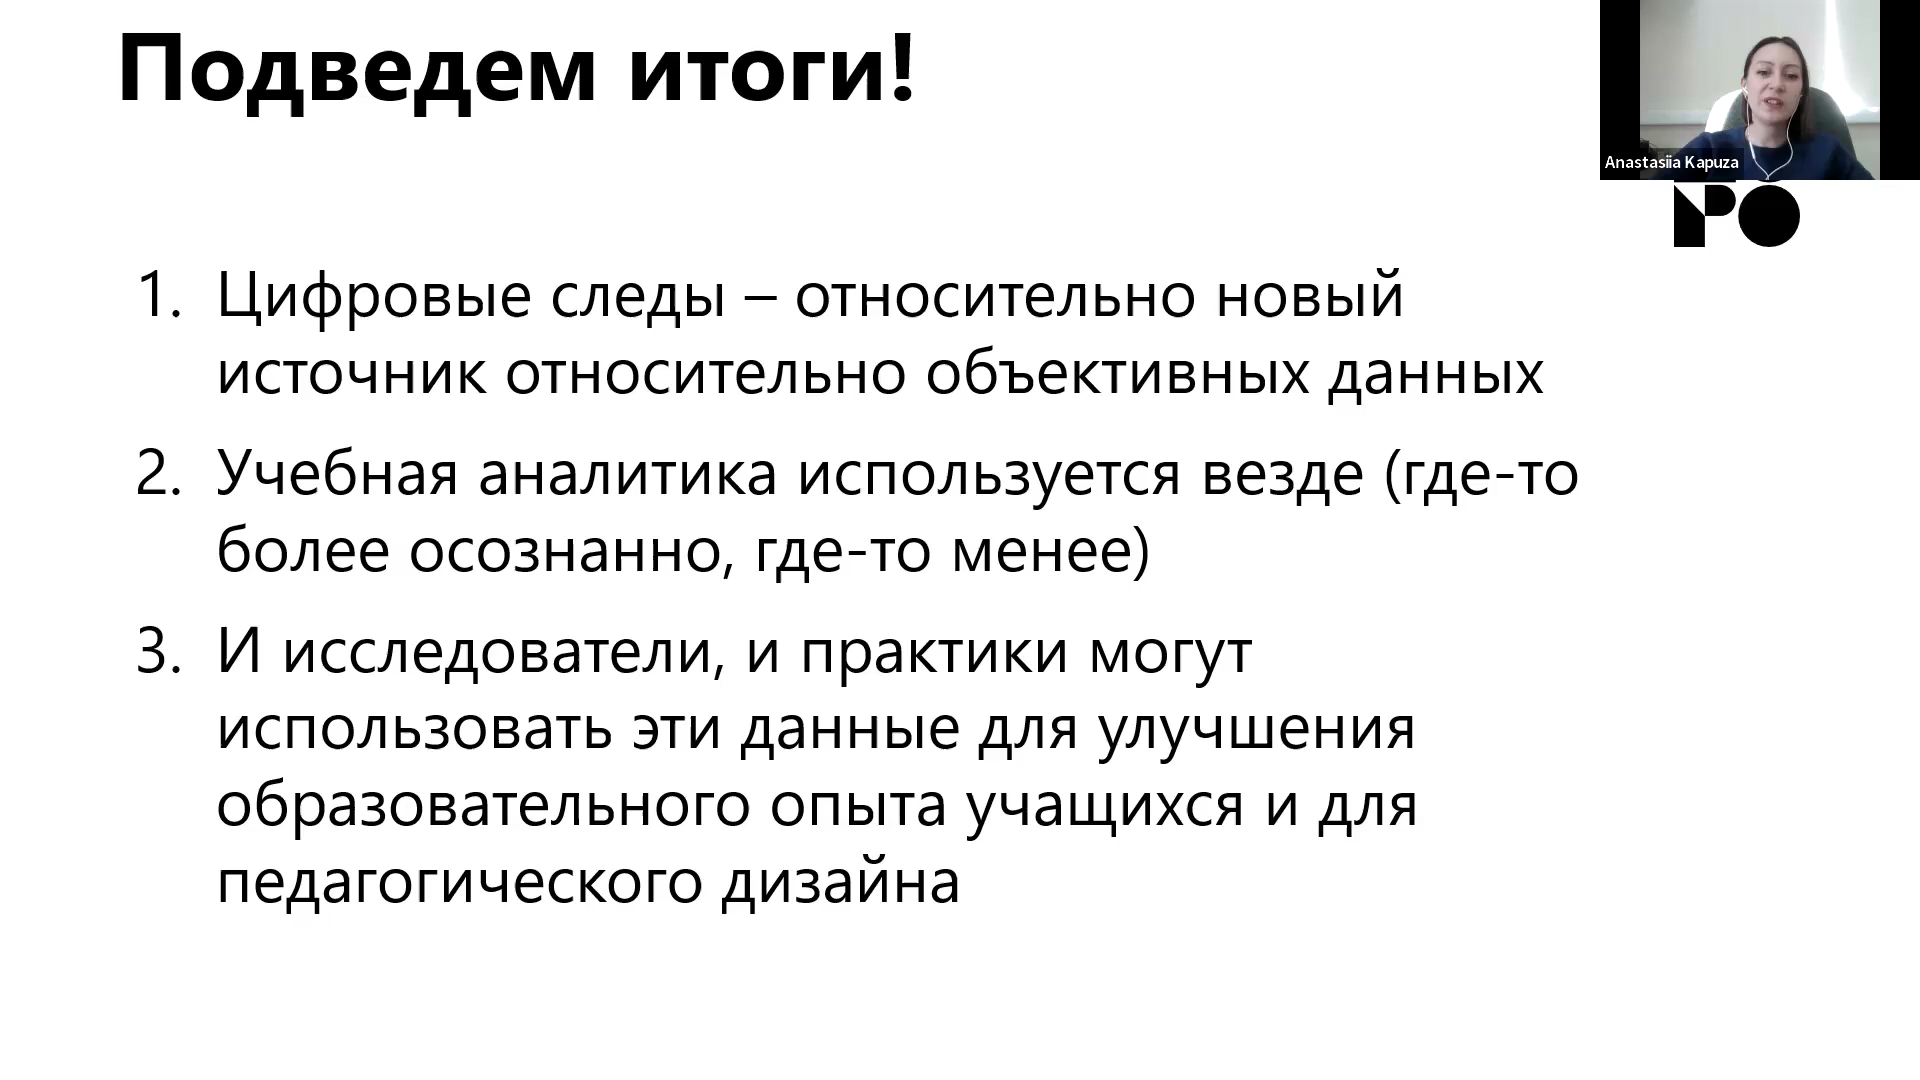 Подведем итоги!
Anastasiia Kapuza
ИРО
1. Цифровые следы – относительно новый
источник относительно объективных данных
2. Учебная аналитика используется везде (где-то
более осознанно, где-то менее)
3. И исследователи, и практики могут
использовать эти данные для улучшения
образовательного опыта учащихся и для
педагогического дизайна